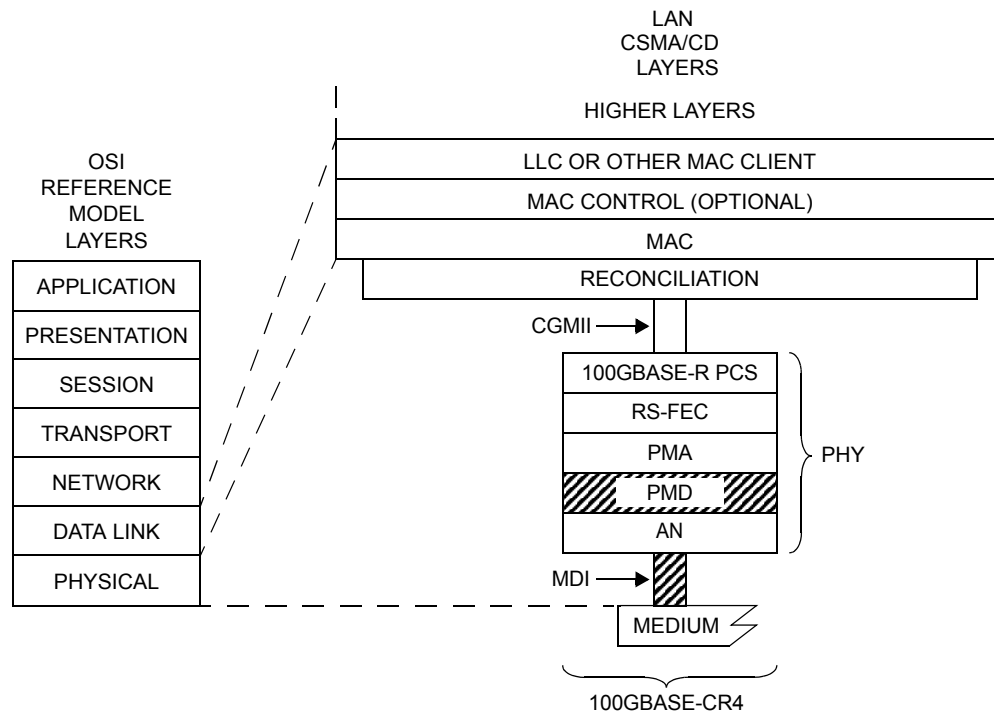 LAN
CSMA/CD
LAYERS
HIGHER LAYERS
LLC OR OTHER MAC CLIENT
MAC CONTROL (OPTIONAL)
MAC
RECONCILIATION
OSI
REFERENCE
MODEL
LAYERS
APPLICATION
PRESENTATION
SESSION
TRANSPORT
NETWORK
DATA LINK
PHYSICAL
CGMII
100GBASE-R PCS
RS-FEC
PMA
PMD
AN
PHY
MDI
MEDIUM
100GBASE-CR4